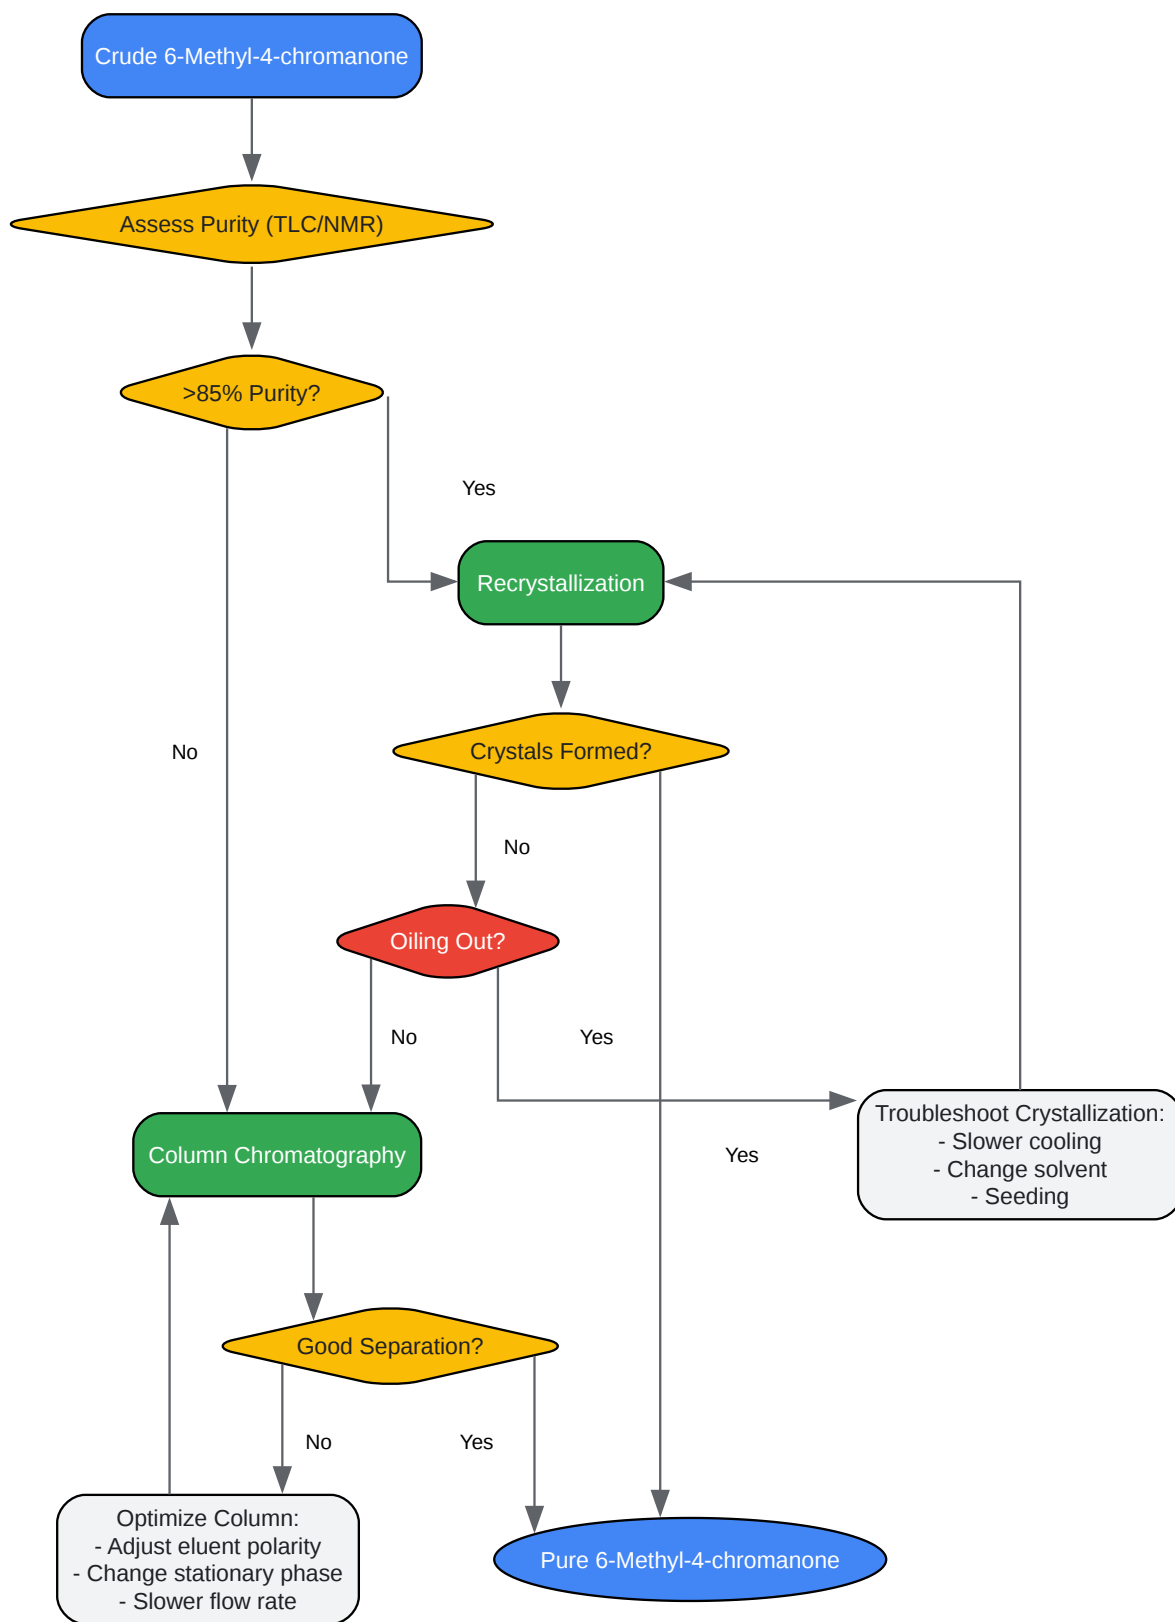 Crude 6-Methyl-4-chromanone
Assess Purity (TLC/NMR)
>85% Purity?
Yes
Recrystallization
No
Crystals Formed?
No
Oiling Out?
No
Yes
Troubleshoot Crystallization:
- Slower cooling
- Change solvent
- Seeding
Column Chromatography
Yes
Good Separation?
No
Yes
Optimize Column:
- Adjust eluent polarity
- Change stationary phase
- Slower flow rate
Pure 6-Methyl-4-chromanone